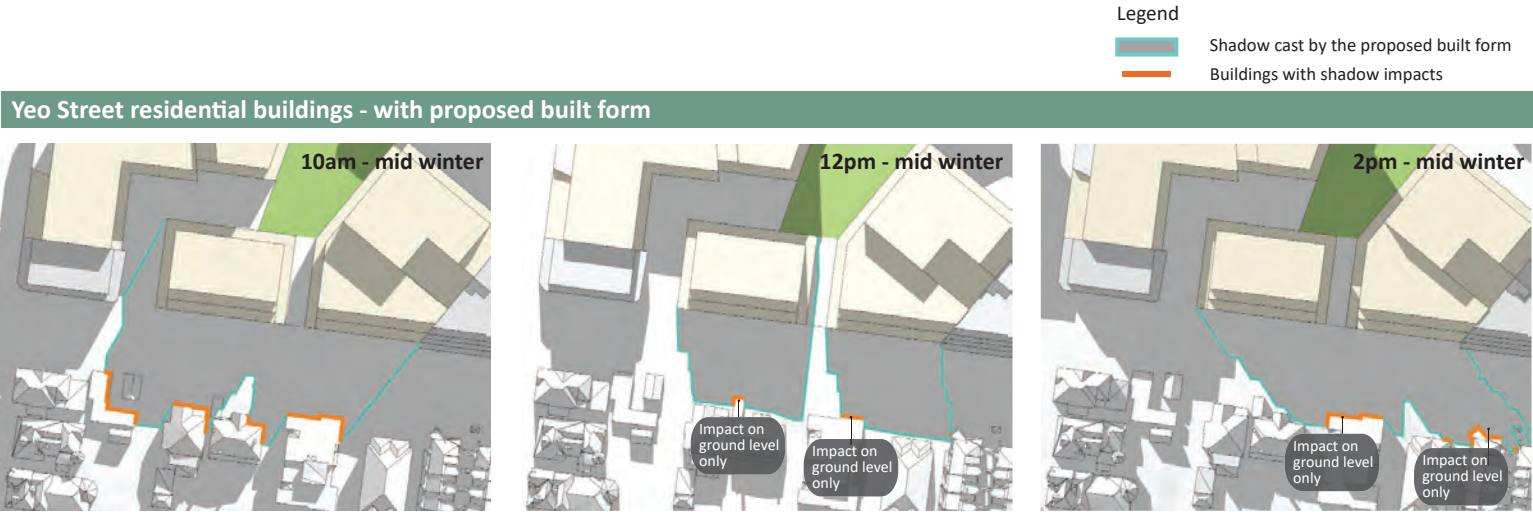 Legend
Shadow cast by the proposed built form
Buildings with shadow impacts
Yeo Street residential buildings - with proposed built form
10am - mid winter
12pm - mid winter
2pm - mid winter
Impact on
ground level
only
Impact on
ground level
only
Impact on
ground level
only
Impact on
ground level
only